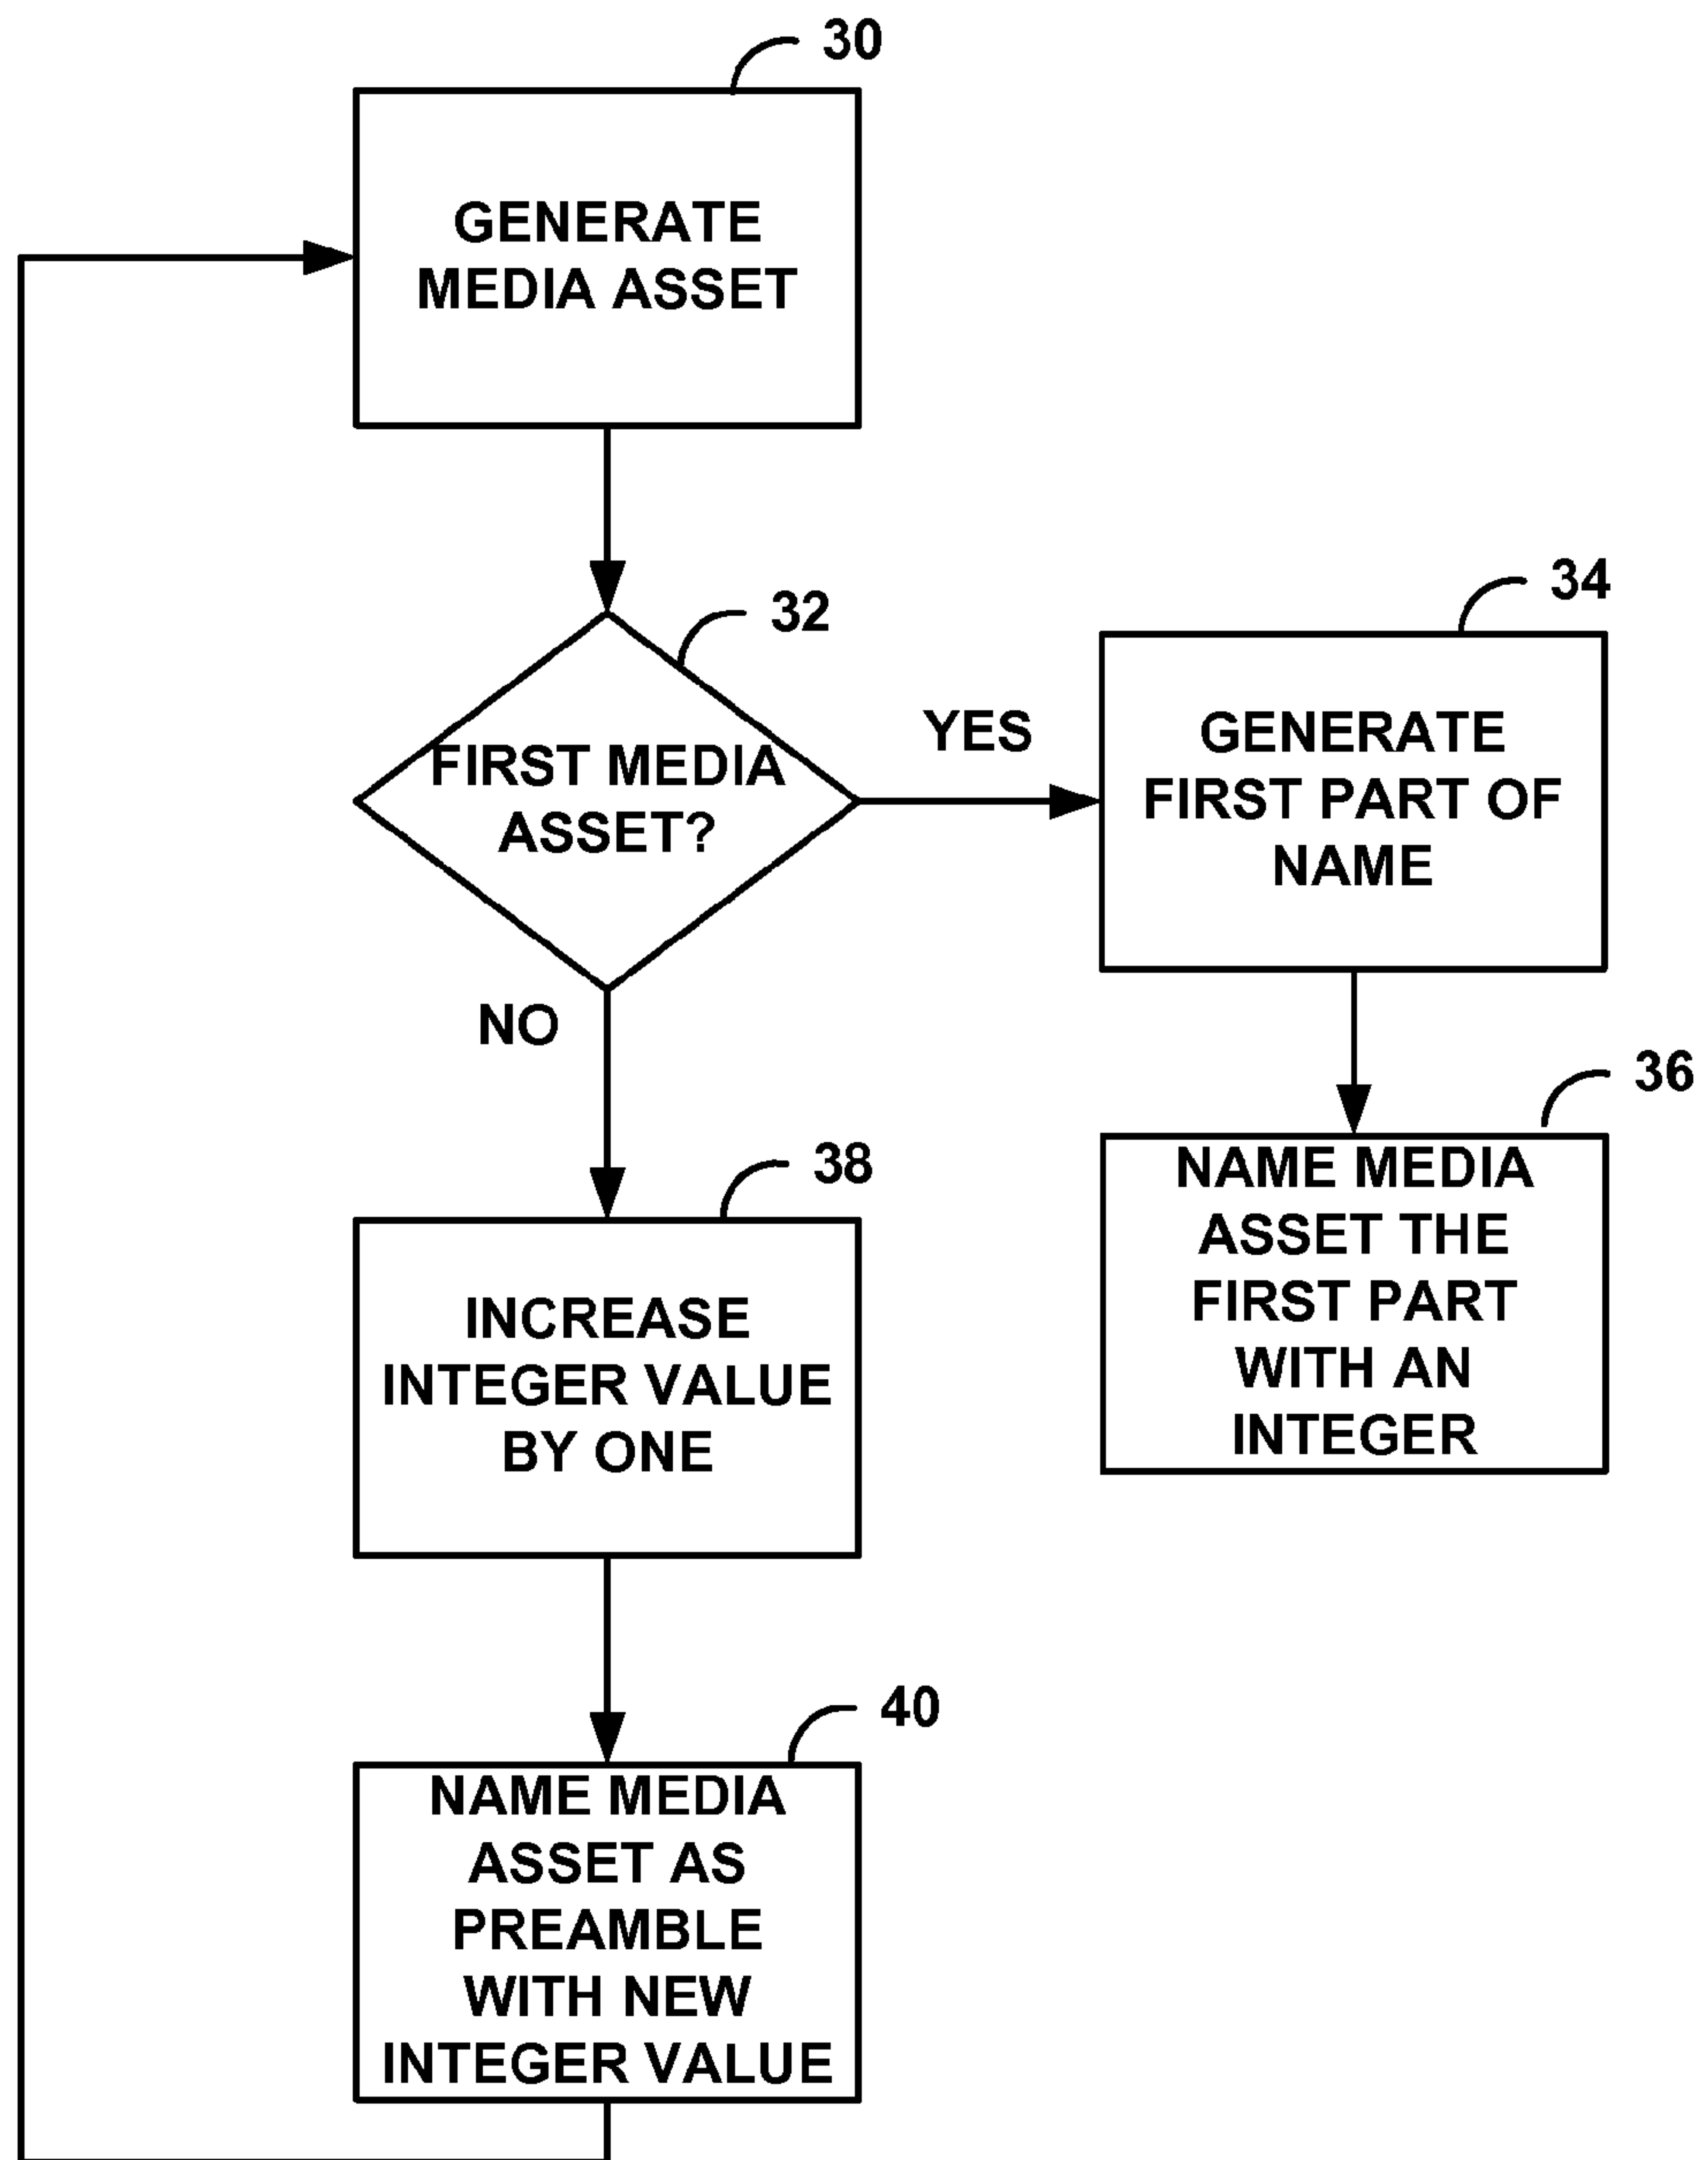 30
GENERATE
MEDIA ASSET
32
FIRST MEDIA
ASSET?
YES
NO
34
GENERATE
FIRST PART OF
NAME
36
NAME MEDIA
ASSET THE
FIRST PART
WITH AN
INTEGER
38
INCREASE
INTEGER VALUE
BY ONE
40
NAME MEDIA
ASSET AS
PREAMBLE
WITH NEW
INTEGER VALUE